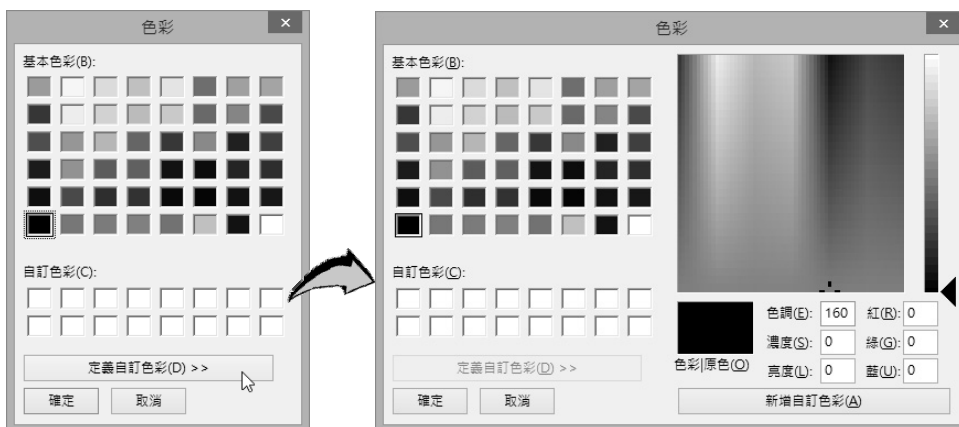 色彩
基本色彩(B):
自訂色彩(C):
定義自訂色彩(D) >>
確定
取消
色彩
基本色彩(B):
自訂色彩(C):
定義自訂色彩(D) >>
確定
取消
色彩|原色(O)
色調(E): 160 紅(R): 0
濃度(S): 0 綠(G): 0
亮度(L): 0 藍(U): 0
新增自訂色彩(A)